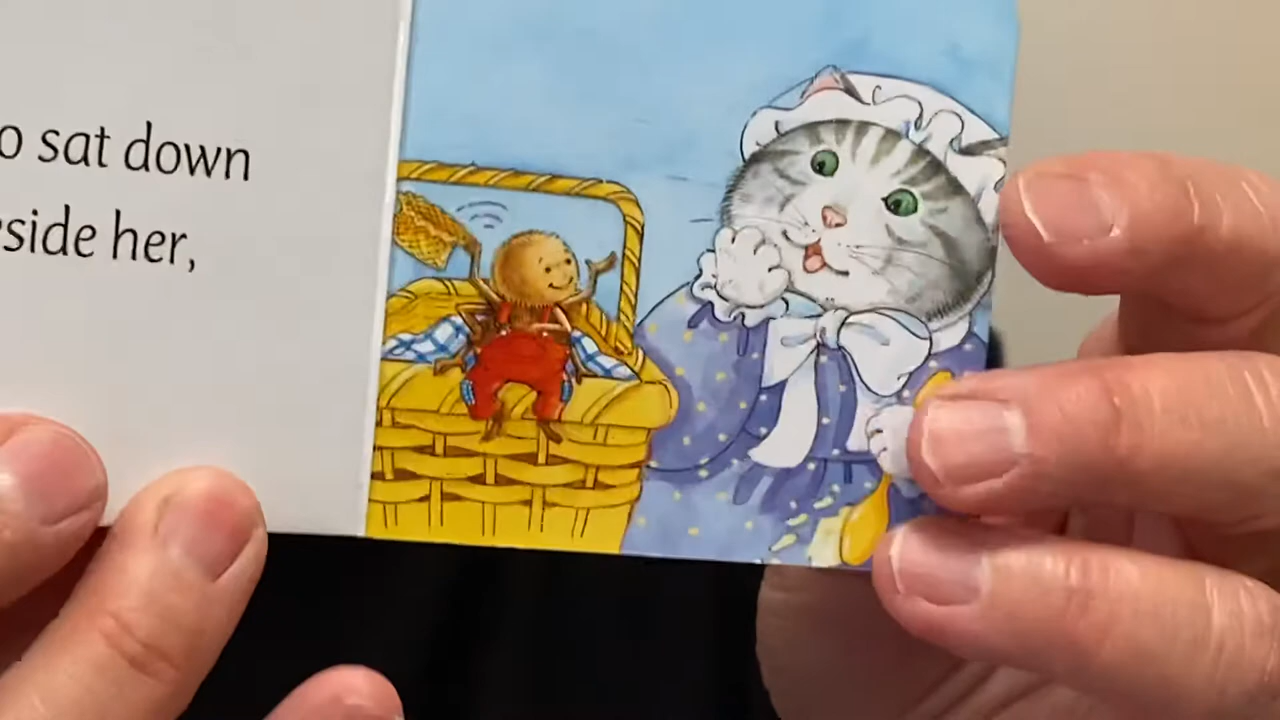 o sat down
side her,